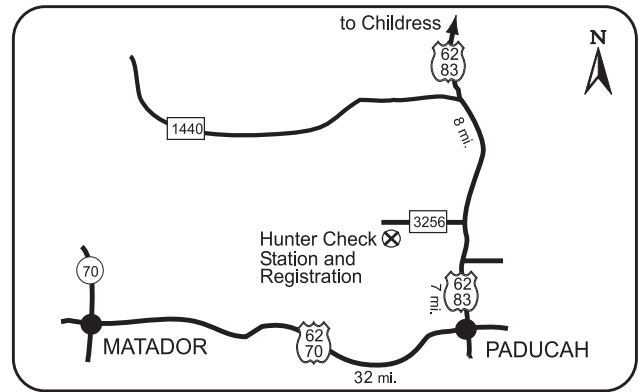 to Childress
N
62
83
1440
8 mi.
3256
Hunter Check
Station and
Registration
70
62
83
7 mi.
MATADOR
62
70
PADUCAH
32 mi.